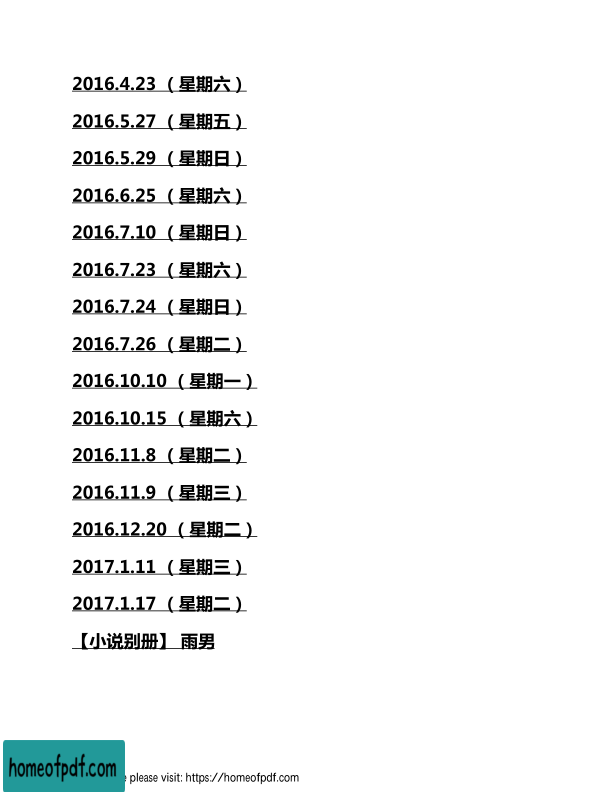 2016.4.23 （星期六）
2016.5.27 （星期五）
2016.5.29 （星期日）
2016.6.25 （星期六）
2016.7.10 （星期日）
2016.7.23 （星期六）
2016.7.24 （星期日）
2016.7.26 （星期二）
2016.10.10 （星期一）
2016.10.15 （星期六）
2016.11.8 （星期二）
2016.11.9 （星期三）
2016.12.20 （星期二）
2017.1.11 （星期三）
2017.1.17 （星期二）
【小说别册】 雨男
homeofpdf.com
e please visit: https://homeofpdf.com